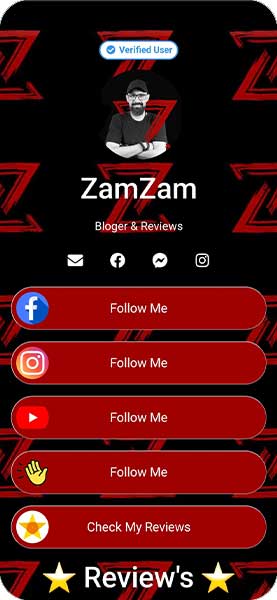 Verified User
ZamZam
Bloger & Reviews
Follow Me
Follow Me
Follow Me
Follow Me
Check My Reviews
Review's